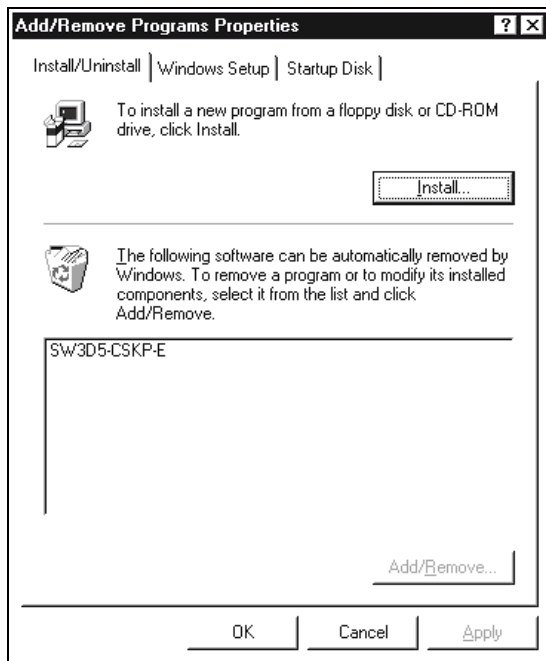 Add/Remove Programs Properties
Install/Uninstall
Windows Setup
Startup Disk
To install a new program from a floppy disk or CD-ROM
drive, click Install.
Install...
The following software can be automatically removed by
Windows. To remove a program or to modify its installed
components, select it from the list and click
Add/Remove.
SW3D5-CSKP-E
Add/Remove...
OK
Cancel
Apply